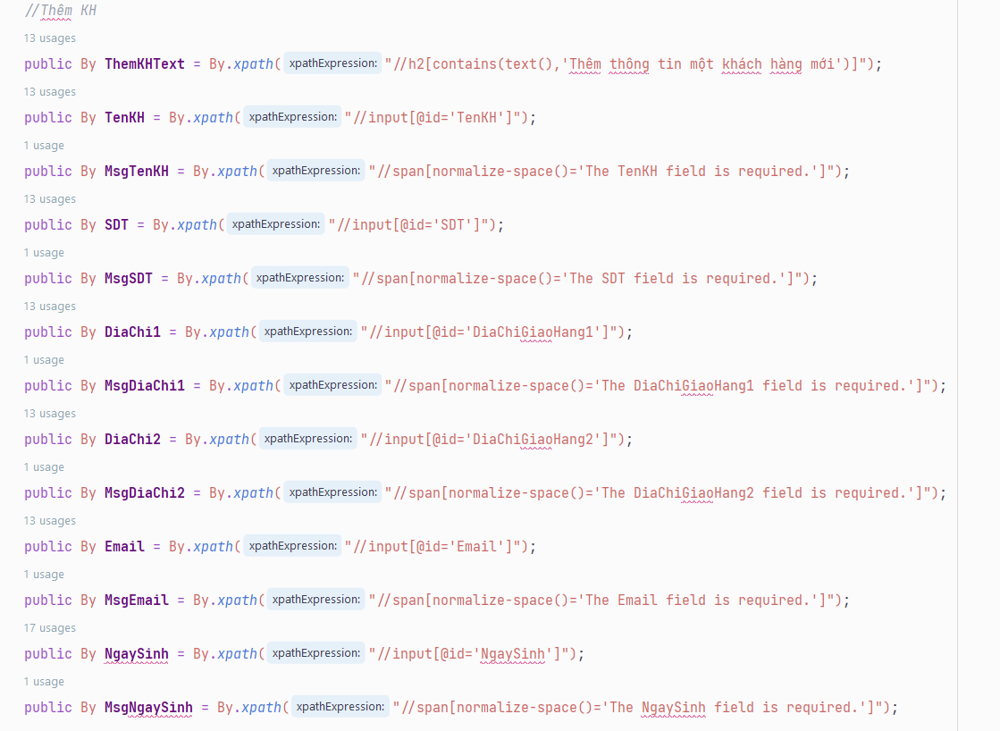 //Thêm KH
13 usages
public By ThemKHText = By.xpath( xpathExpression: "//h2[contains(text(),'Thêm thông tin một khách hàng mới')]");
13 usages
public By TenKH = By.xpath( xpathExpression: "//input[@id='TenKH']");
1 usage
public By MsgTenKH = By.xpath( xpathExpression: "//span[normalize-space()='The TenKH field is required.']");
13 usages
public By SDT = By.xpath( xpathExpression: "//input[@id='SDT']");
1 usage
public By MsgSDT = By.xpath( xpathExpression: "//span[normalize-space()='The SDT field is required.']");
13 usages
public By DiaChi1 = By.xpath( xpathExpression: "//input[@id='DiaChiGiaoHang1']");
1 usage
public By MsgDiaChi1 = By.xpath( xpathExpression: "//span[normalize-space()='The DiaChiGiaoHang1 field is required.']");
13 usages
public By DiaChi2 = By.xpath( xpathExpression: "//input[@id='DiaChiGiaoHang2']");
1 usage
public By MsgDiaChi2 = By.xpath( xpathExpression: "//span[normalize-space()='The DiaChiGiaoHang2 field is required.']");
13 usages
public By Email = By.xpath( xpathExpression: "//input[@id='Email']");
1 usage
public By MsgEmail = By.xpath( xpathExpression: "//span[normalize-space()='The Email field is required.']");
17 usages
public By NgaySinh = By.xpath( xpathExpression: "//input[@id='NgaySinh']");
1 usage
public By MsgNgaySinh = By.xpath( xpathExpression: "//span[normalize-space()='The NgaySinh field is required.']");